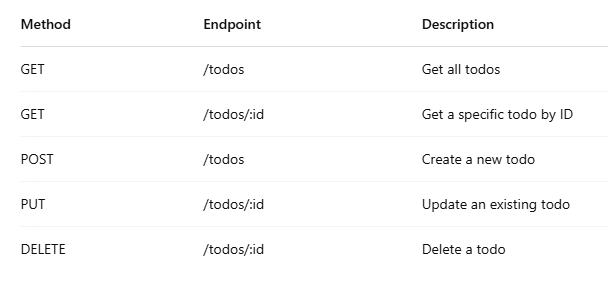 Method Endpoint Description
GET /todos Get all todos
GET /todos/:id Get a specific todo by ID
POST /todos Create a new todo
PUT /todos/:id Update an existing todo
DELETE /todos/:id Delete a todo